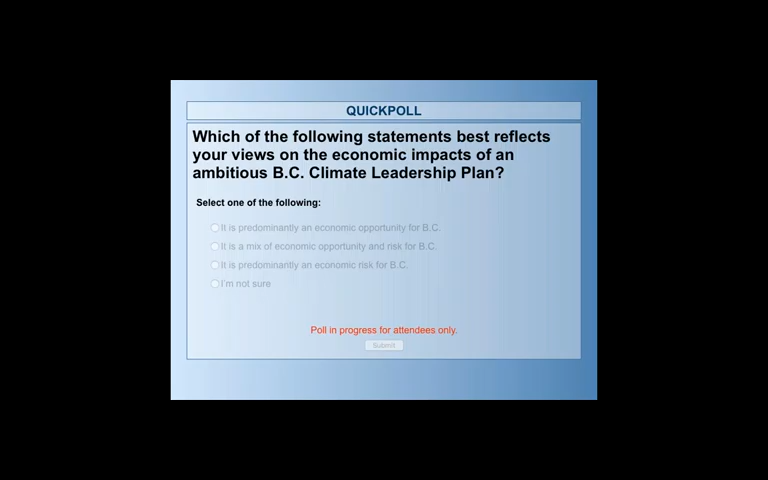 QUICKPOLL
Which of the following statements best reflects
your views on the economic impacts of an
ambitious B.C. Climate Leadership Plan?
Select one of the following:
It is predominantly an economic opportunity for B.C.
It is a mix of economic opportunity and risk for B.C.
It is predominantly an economic risk for B.C.
I'm not sure
Poll in progress for attendees only.
Submit